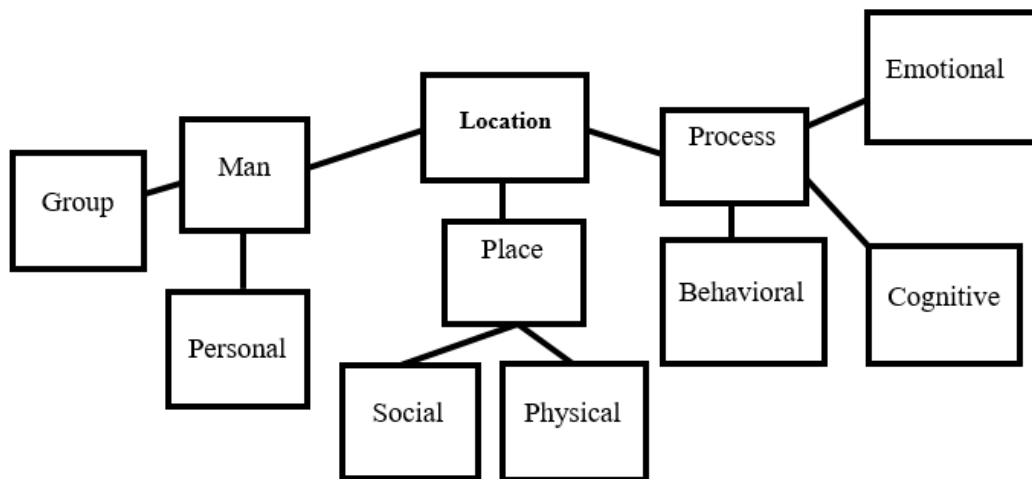 Emotional
Location
Process
Man
Group
Place
Behavioral
Cognitive
Personal
Social
Physical